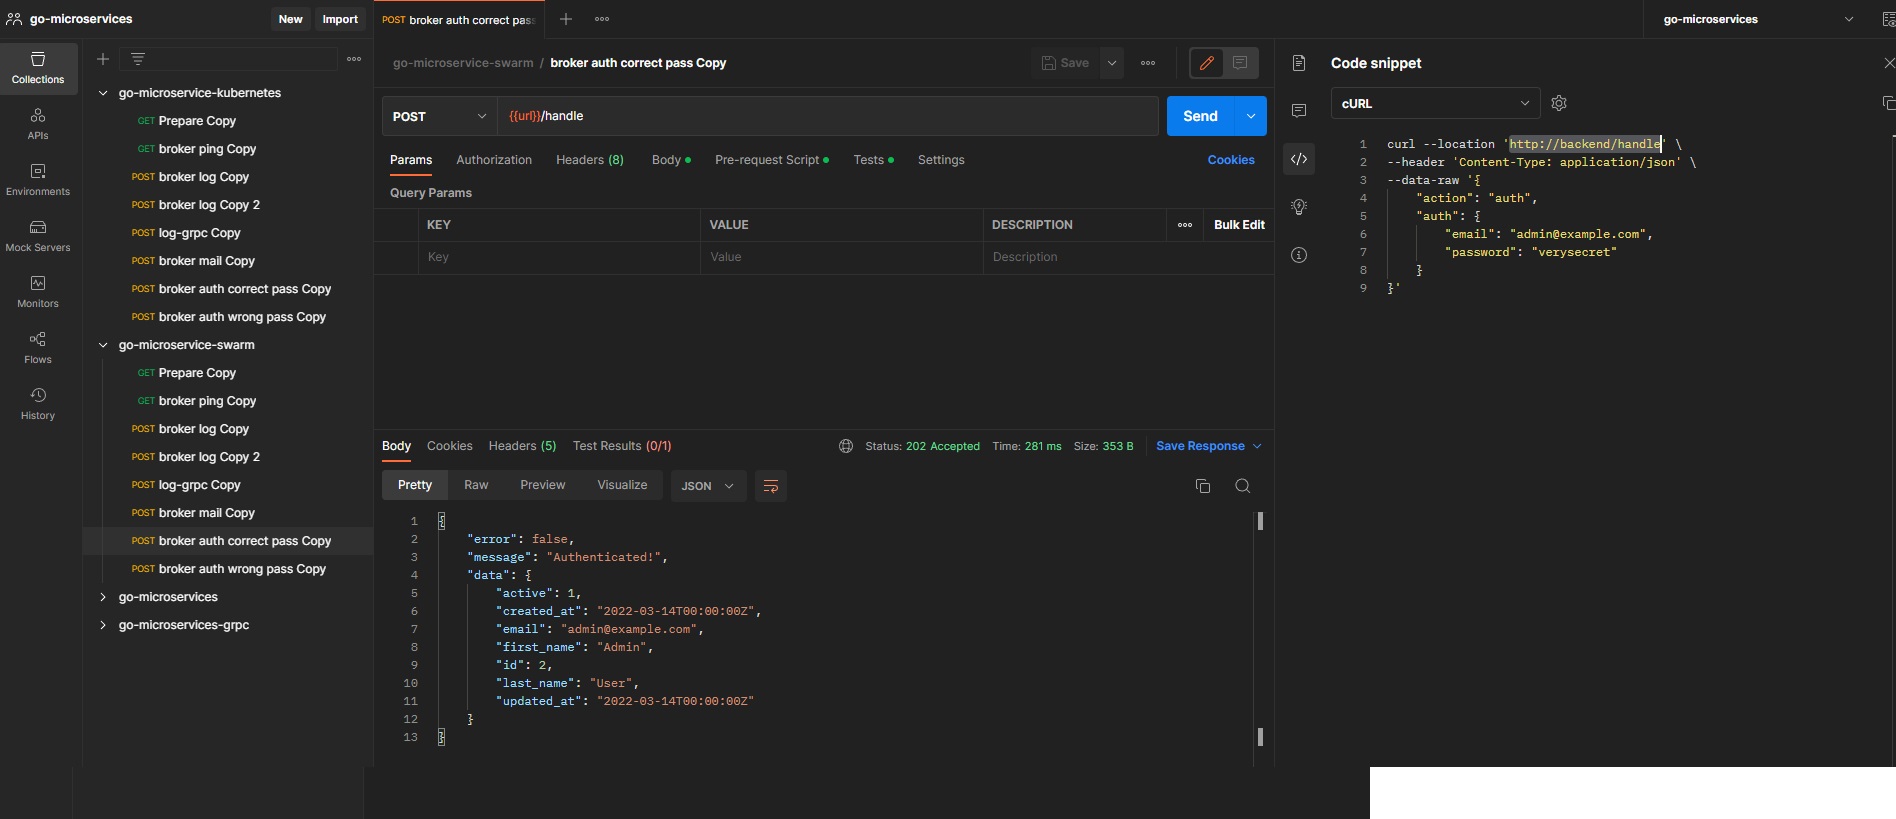 go-microservices
New
Import
Collections
APIs
Environments
Mock Servers
Monitors
Flows
History
go-microservice-kubernetes
GET Prepare Copy
GET broker ping Copy
POST broker log Copy
POST broker log Copy 2
POST log-grpc Copy
POST broker mail Copy
POST broker auth correct pass Copy
POST broker auth wrong pass Copy
go-microservice-swarm
GET Prepare Copy
GET broker ping Copy
POST broker log Copy
POST broker log Copy 2
POST log-grpc Copy
POST broker mail Copy
POST broker auth correct pass Copy
POST broker auth wrong pass Copy
go-microservices
go-microservices-grpc
POST broker auth correct pas
go-microservice-swarm / broker auth correct pass Copy
Save
POST
{{url}}/handle
Send
Params Authorization Headers (8) Body Pre-request Script Tests Settings Cookies
Query Params
KEY VALUE DESCRIPTION Bulk Edit
Key Value Description
Body Cookies Headers (5) Test Results (0/1) Status: 202 Accepted Time: 281 ms Size: 353 B Save Response
Pretty Raw Preview Visualize JSON
1 {
2 "error": false,
3 "message": "Authenticated!",
4 "data": {
5 "active": 1,
6 "created_at": "2022-03-14T00:00:00Z",
7 "email": "admin@example.com",
8 "first_name": "Admin",
9 "id": 2,
10 "last_name": "User",
11 "updated_at": "2022-03-14T00:00:00Z"
12 }
13 }
go-microservices
Code snippet
cURL
1 curl --location 'http://backend/handle' \
2 --header 'Content-Type: application/json' \
3 --data-raw '{
4 "action": "auth",
5 "auth": {
6 "email": "admin@example.com",
7 "password": "verysecret"
8 }
9 }'